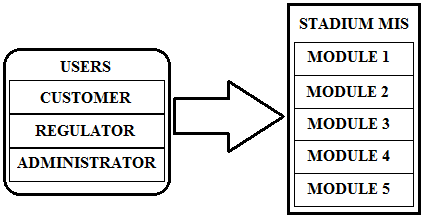 USERS
CUSTOMER
REGULATOR
ADMINISTRATOR
STADIUM MIS
MODULE 1
MODULE 2
MODULE 3
MODULE 4
MODULE 5